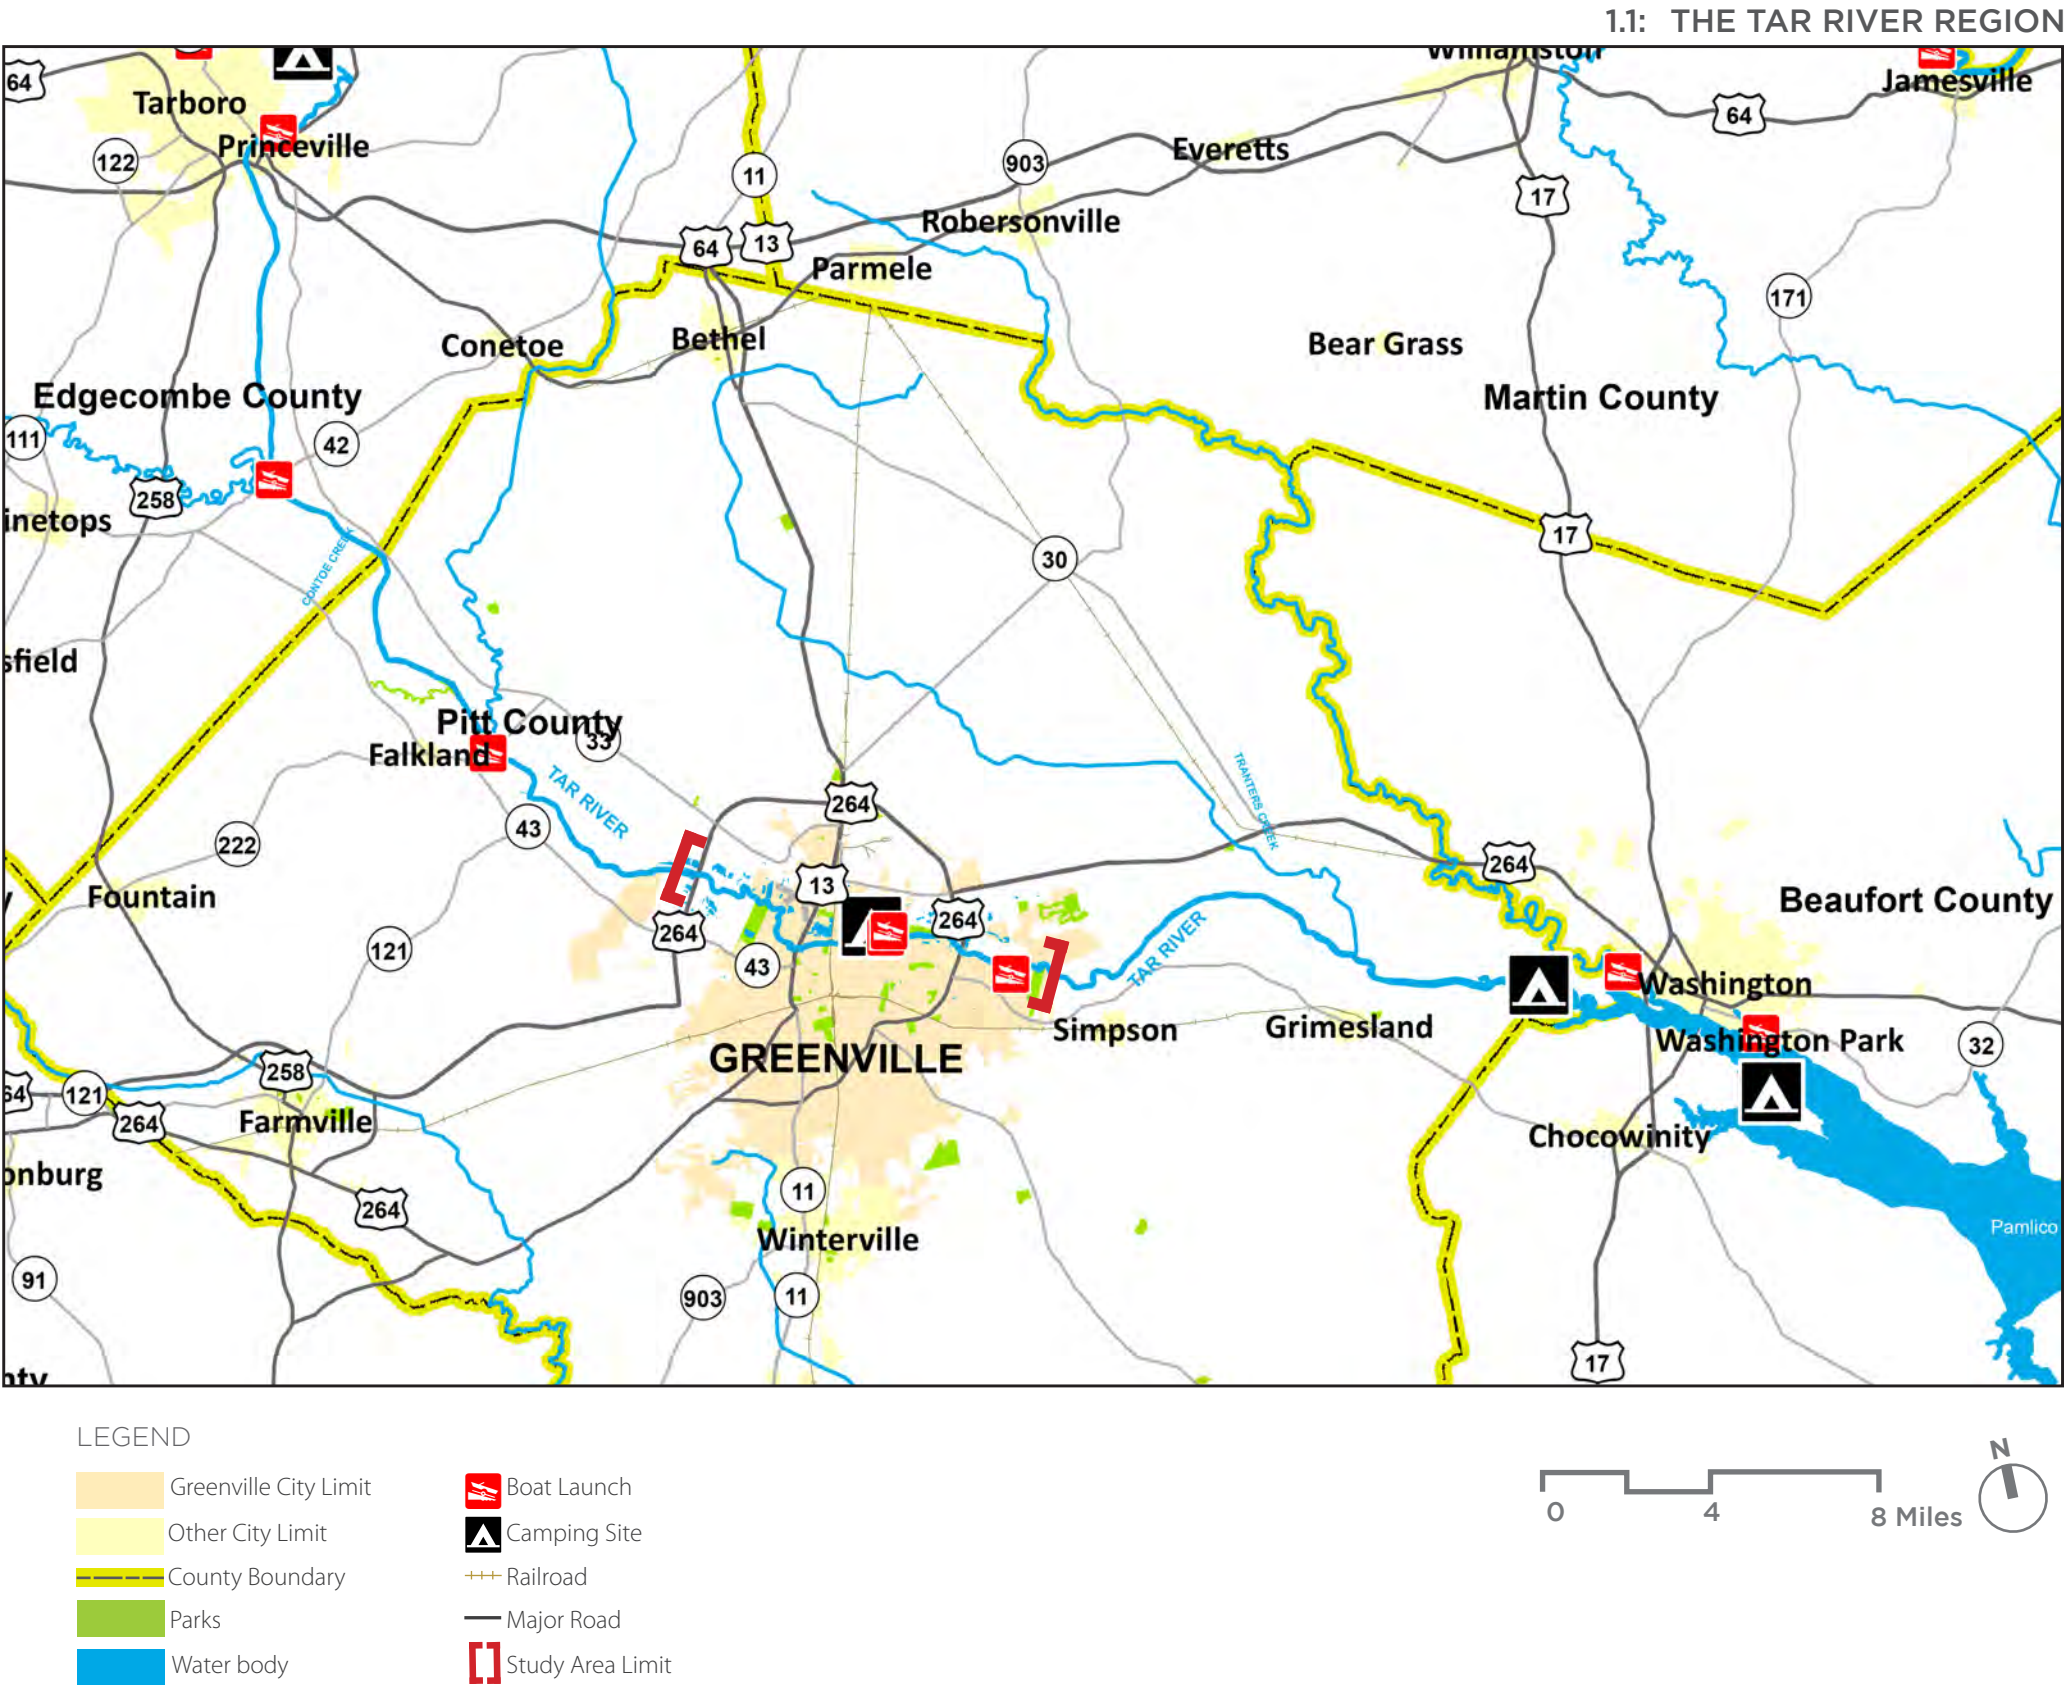 1.1: THE TAR RIVER REGION
Williamston
64
Jamesville
Tarboro
64
Princeville
Everetts
122
903
11
17
Robersonville
64
13
Parmele
171
Conetoe
Bethel
Bear Grass
Edgecombe County
Martin County
111
42
258
inetops
17
CONTOE CREEK
30
sfield
Pitt County
33
Falkland
TAR RIVER
TRANTERS CREEK
264
43
222
264
13
Fountain
Beaufort County
264
264
TAR RIVER
121
43
Washington
Simpson
Grimesland
Washington Park
32
GREENVILLE
258
64
121
264
Farmville
Chocowinity
onburg
11
264
Pamlico
Winterville
91
903
11
17
nty
LEGEND
Greenville City Limit
Other City Limit
County Boundary
Parks
Water body
Boat Launch
Camping Site
Railroad
Major Road
Study Area Limit
0
4
8 Miles
N